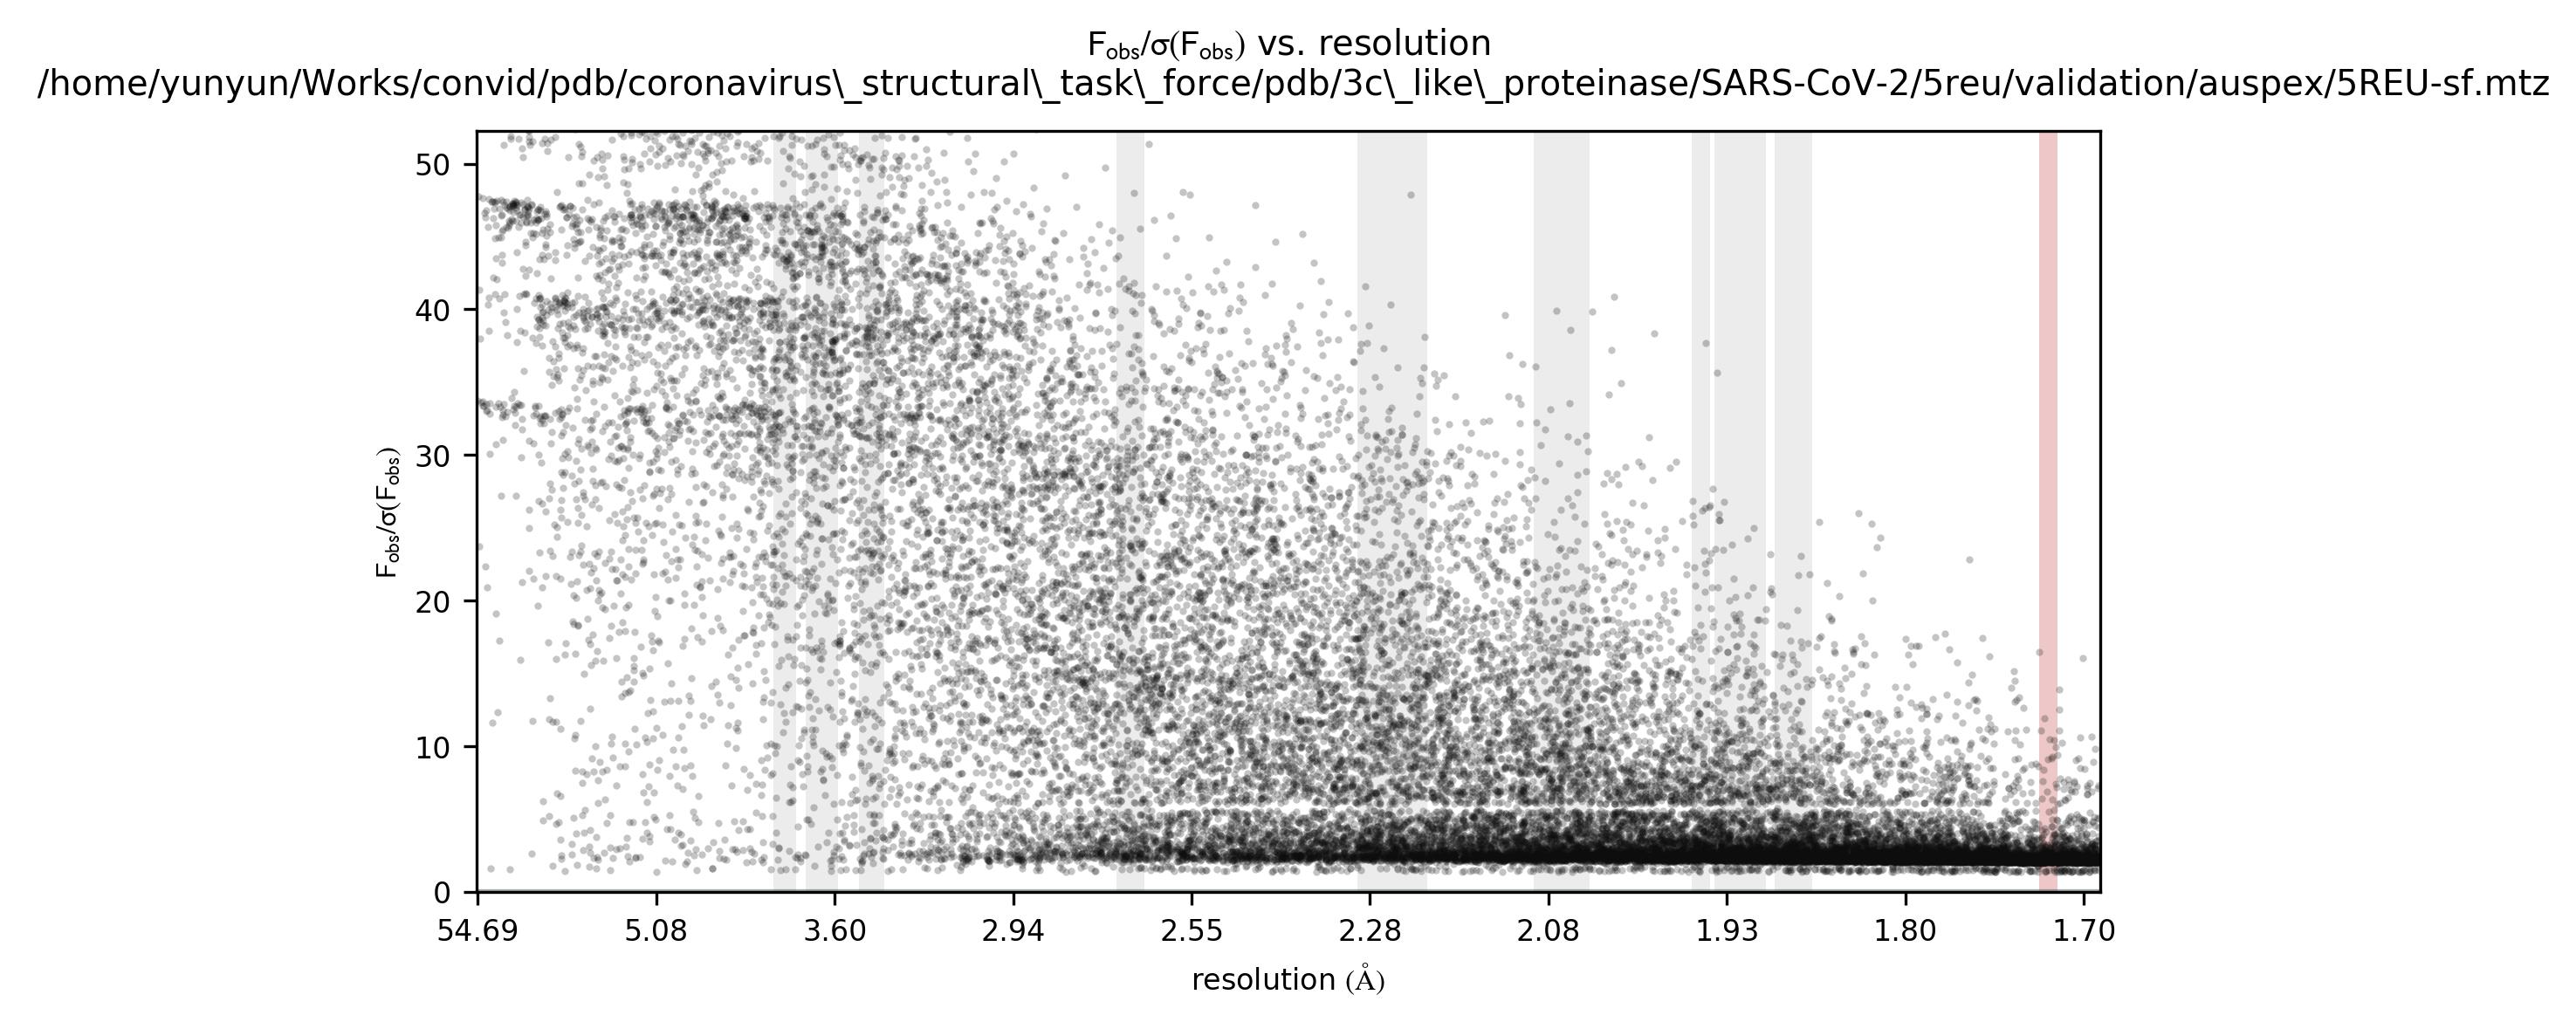 Fobs/σ(Fobs) vs. resolution
/home/yunyun/Works/convid/pdb/coronavirus\_structural\_task\_force/pdb/3c\_like\_proteinase/SARS-CoV-2/5reu/validation/auspex/5REU-sf.mtz
Fobs/σ(Fobs)
50
40
30
20
10
0
54.69 5.08 3.60 2.94 2.55 2.28 2.08 1.93 1.80 1.70
resolution (Å)